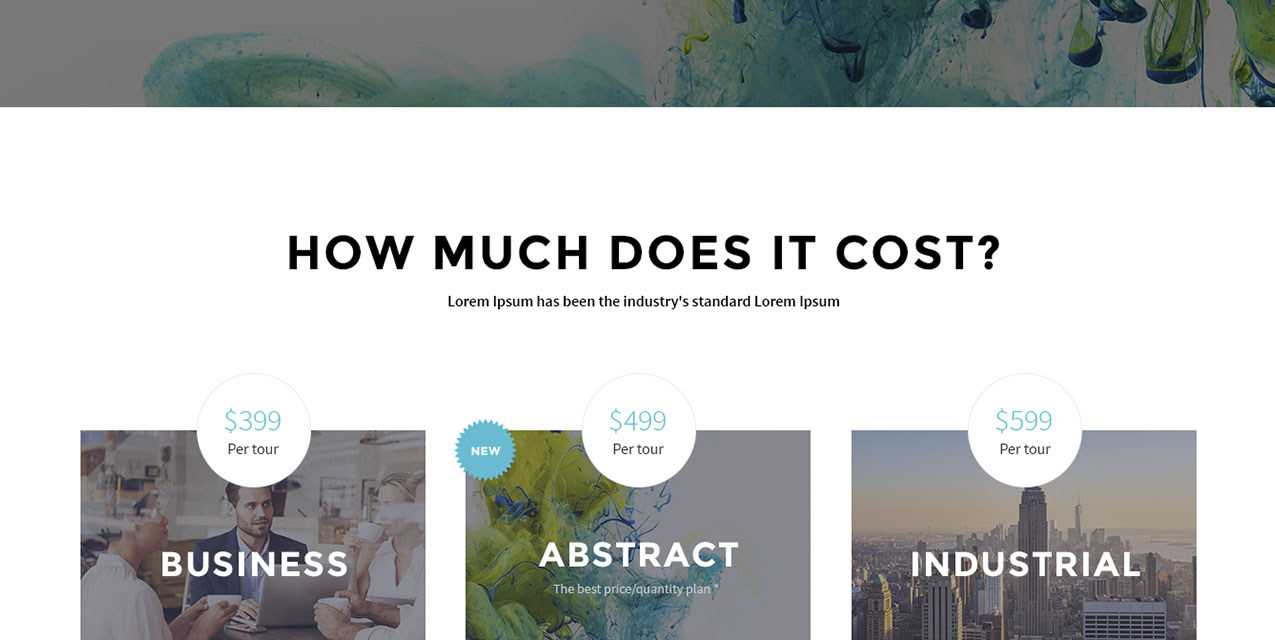 HOW MUCH DOES IT COST?
Lorem Ipsum has been the industry's standard Lorem Ipsum
$399
Per tour
BUSINESS
NEW
$499
Per tour
ABSTRACT
The best price/quantity plan *
$599
Per tour
INDUSTRIAL